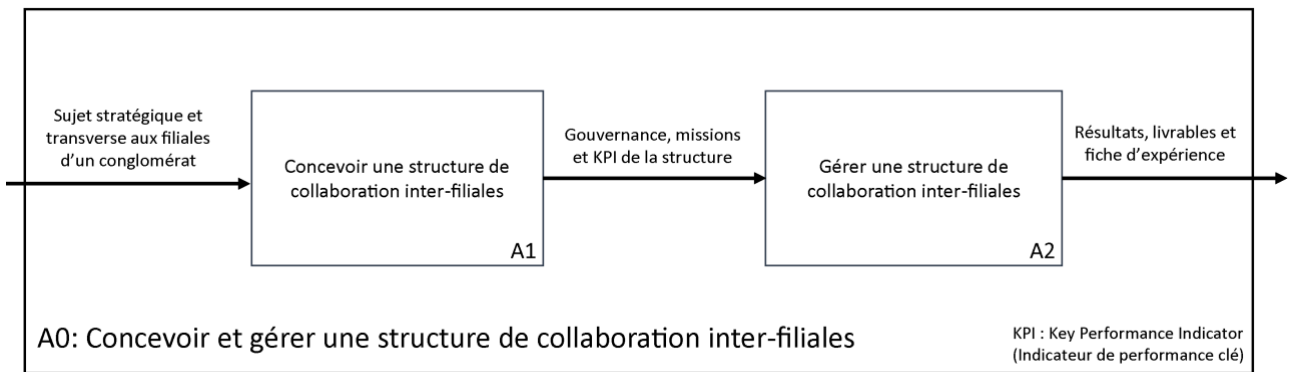 Sujet stratégique et
transverse aux filiales
d’un conglomérat
Concevoir une structure de
collaboration inter-filiales
A1
Gouvernance, missions
et KPI de la structure
Gérer une structure de
collaboration inter-filiales
A2
Résultats, livrables et
fiche d’expérience
A0: Concevoir et gérer une structure de collaboration inter-filiales
KPI : Key Performance Indicator
(Indicateur de performance clé)